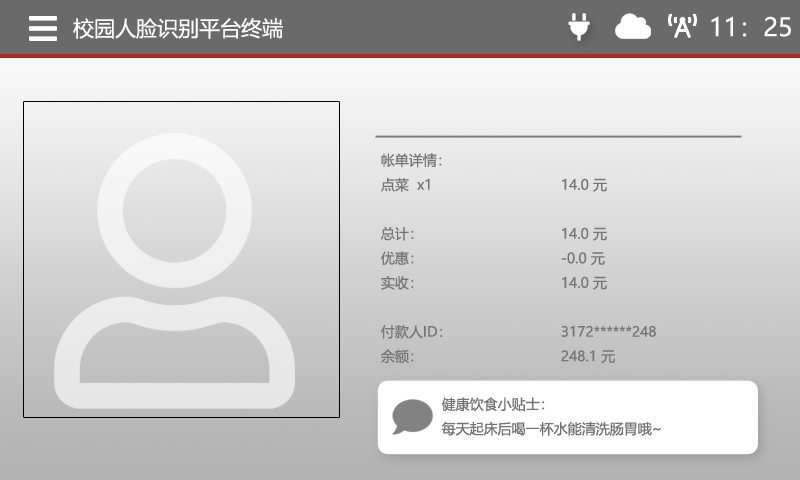 校园人脸识别平台终端
11：25
帐单详情：
点菜 x1 14.0 元
总计： 14.0 元
优惠： -0.0 元
实收： 14.0 元
付款人ID： 3172******248
余额： 248.1 元
健康饮食小贴士：
每天起床后喝一杯水能清洗肠胃哦~